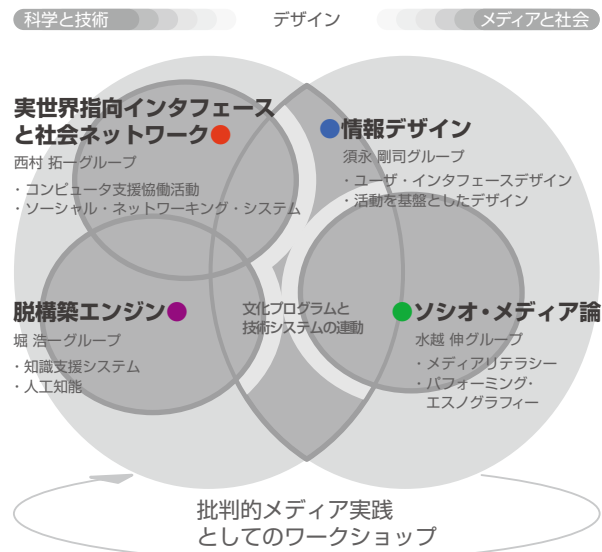 科学と技術
デザイン
メディアと社会
実世界指向インタフェース
と社会ネットワーク
西村 拓一グループ
・コンピュータ支援協働活動
・ソーシャル・ネットワーキング・システム
情報デザイン
須永 剛司グループ
・ユーザ・インタフェースデザイン
・活動を基盤としたデザイン
脱構築エンジン
堀 浩一グループ
・知識支援システム
・人工知能
文化プログラムと
技術システムの連動
ソシオ・メディア論
水越 伸グループ
・メディアリテラシー
・パフォーミング・
エスノグラフィー
批判的メディア実践
としてのワークショップ